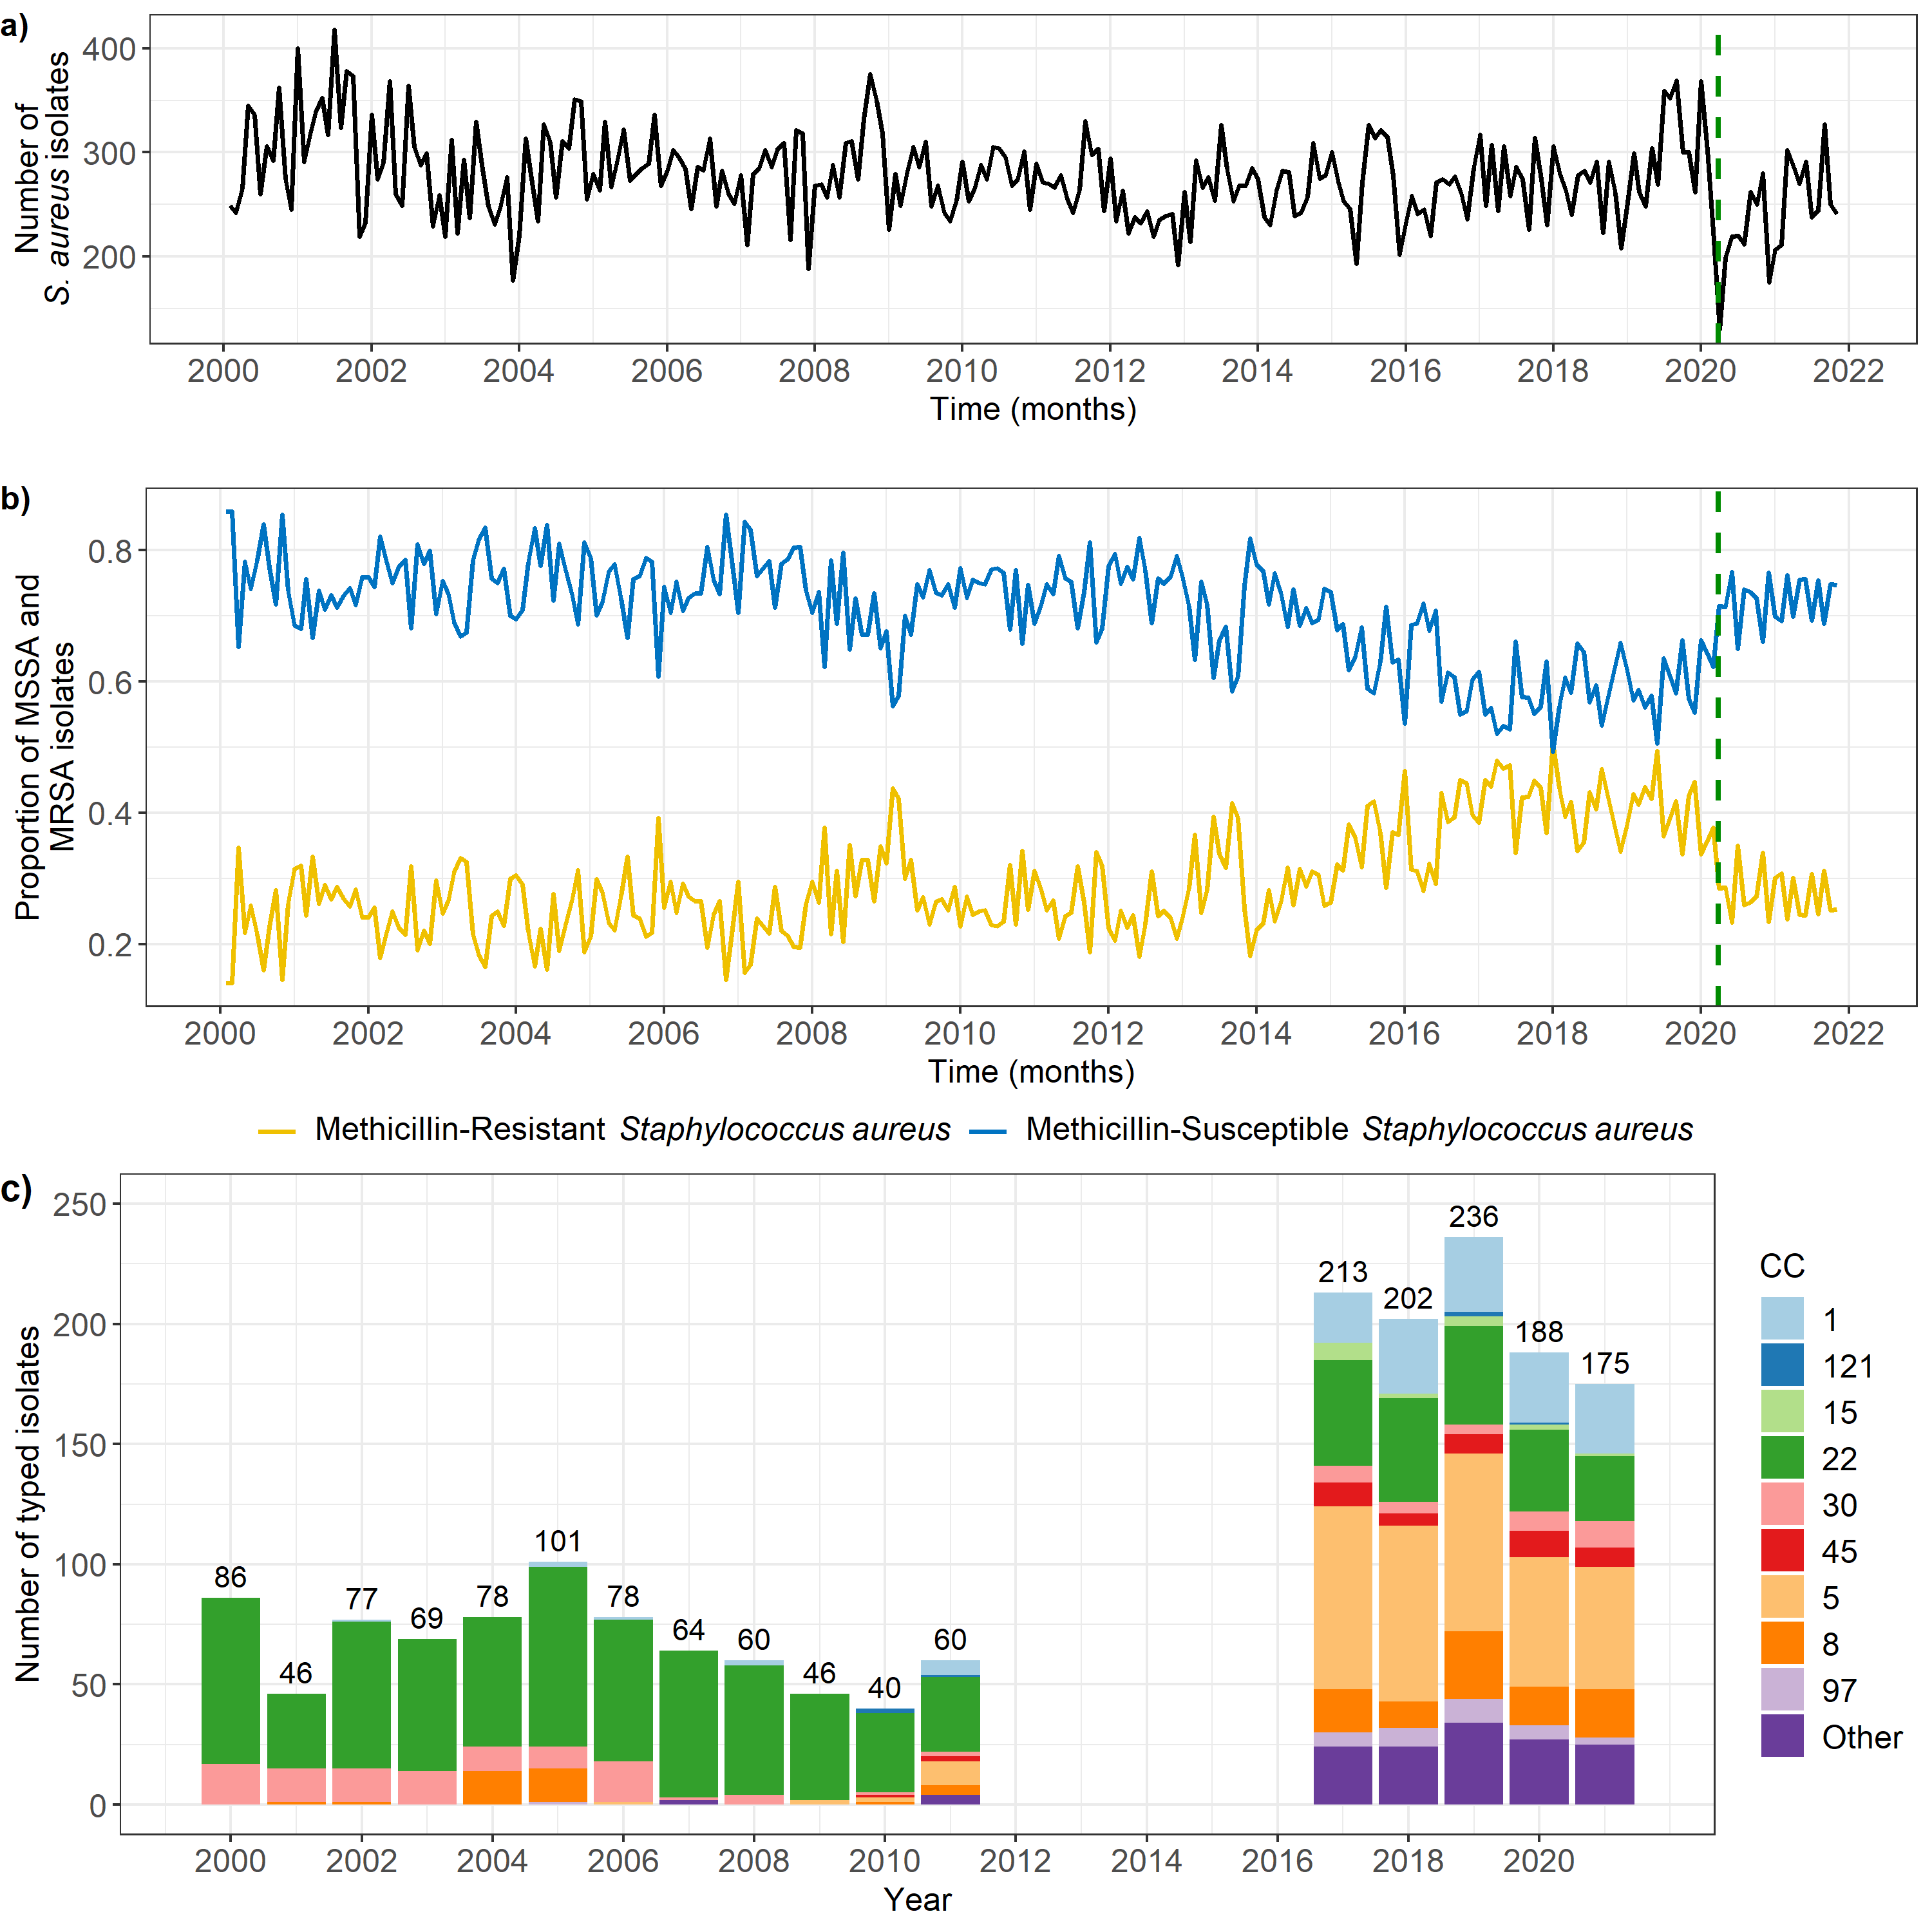 a)
Number of
S. aureus isolates
400
300
200
2000 2002 2004 2006 2008 2010 2012 2014 2016 2018 2020 2022
Time (months)
b)
Proportion of MSSA and
MRSA isolates
0.8
0.6
0.4
0.2
2000 2002 2004 2006 2008 2010 2012 2014 2016 2018 2020 2022
Time (months)
Methicillin-Resistant Staphylococcus aureus Methicillin-Susceptible Staphylococcus aureus
c)
Number of typed isolates
250
200
150
100
50
0
86 46 77 69 78 101 78 64 60 46 40 60 213 202 236 188 175
2000 2002 2004 2006 2008 2010 2012 2014 2016 2018 2020
Year
CC
1
121
15
22
30
45
5
8
97
Other